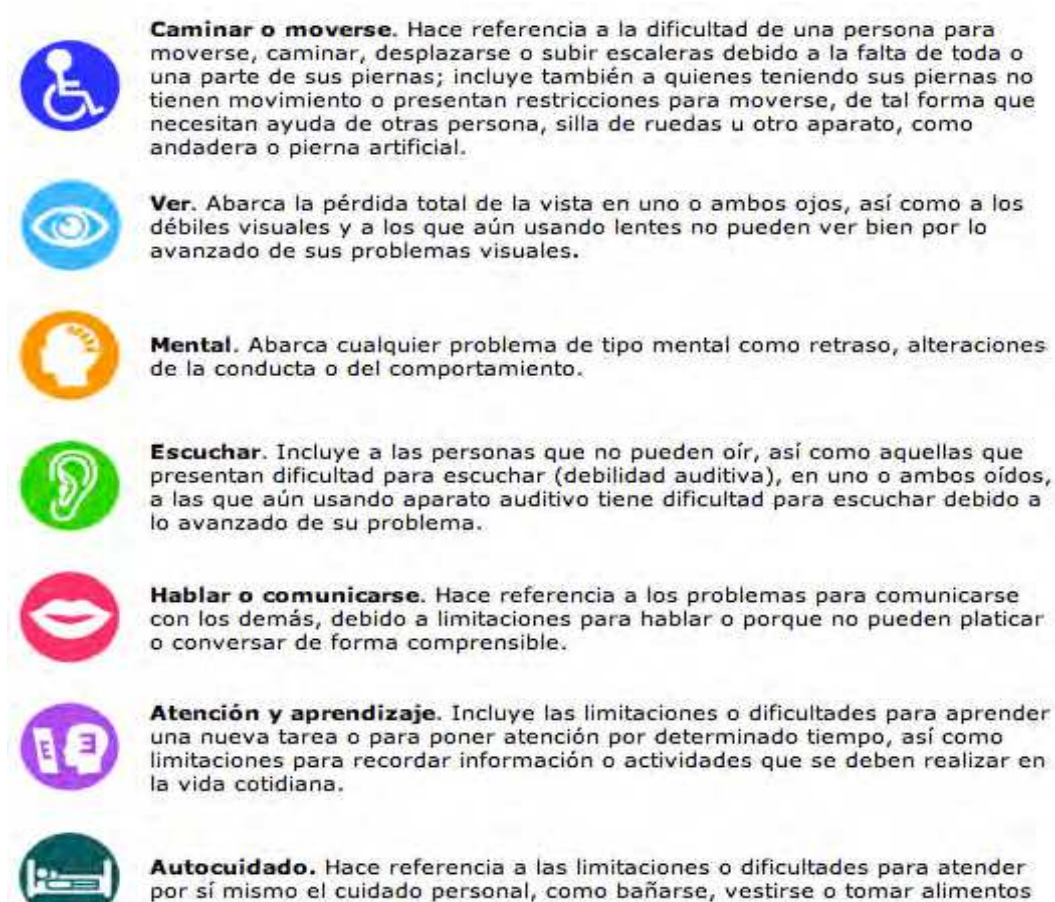 Caminar o moverse. Hace referencia a la dificultad de una persona para
moverse, caminar, desplazarse o subir escaleras debido a la falta de toda o
una parte de sus piernas; incluye también a quienes teniendo sus piernas no
tienen movimiento o presentan restricciones para moverse, de tal forma que
necesitan ayuda de otras persona, silla de ruedas u otro aparato, como
andadera o pierna artificial.
Ver. Abarca la pérdida total de la vista en uno o ambos ojos, así como a los
débiles visuales y a los que aún usando lentes no pueden ver bien por lo
avanzado de sus problemas visuales.
Mental. Abarca cualquier problema de tipo mental como retraso, alteraciones
de la conducta o del comportamiento.
Escuchar. Incluye a las personas que no pueden oír, así como aquellas que
presentan dificultad para escuchar (debilidad auditiva), en uno o ambos oídos,
a las que aún usando aparato auditivo tiene dificultad para escuchar debido a
lo avanzado de su problema.
Hablar o comunicarse. Hace referencia a los problemas para comunicarse
con los demás, debido a limitaciones para hablar o porque no pueden platicar
o conversar de forma comprensible.
E E
Atención y aprendizaje. Incluye las limitaciones o dificultades para aprender
una nueva tarea o para poner atención por determinado tiempo, así como
limitaciones para recordar información o actividades que se deben realizar en
la vida cotidiana.
Autocuidado. Hace referencia a las limitaciones o dificultades para atender
por sí mismo el cuidado personal, como bañarse, vestirse o tomar alimentos